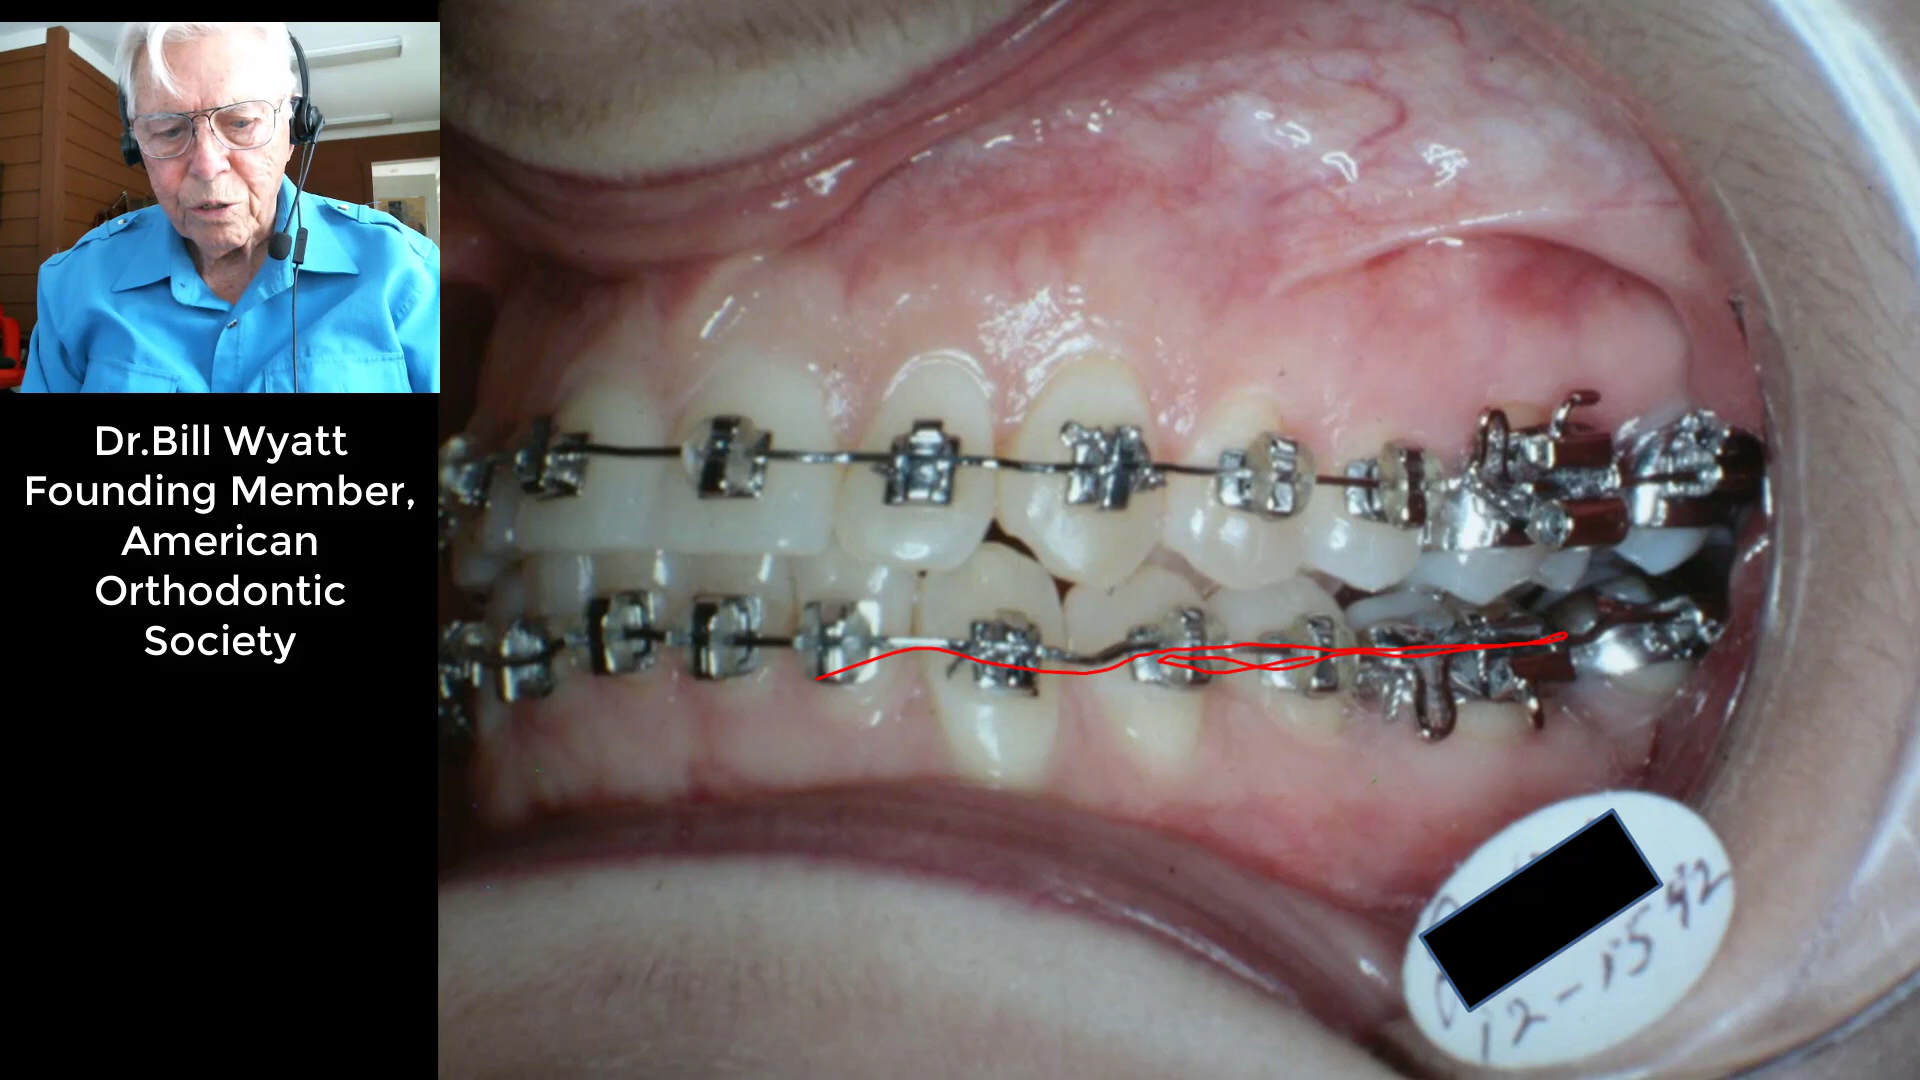 Dr.Bill Wyatt
Founding Member,
American
Orthodontic
Society
12-15 92